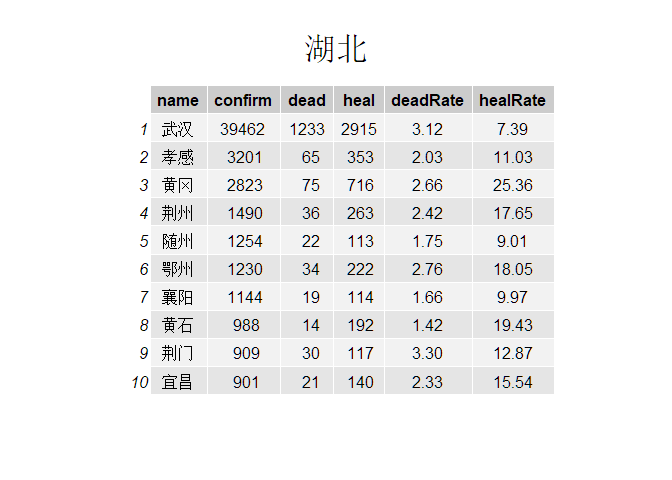 湖北
name confirm dead heal deadRate healRate
1 武汉 39462 1233 2915 3.12 7.39
2 孝感 3201 65 353 2.03 11.03
3 黄冈 2823 75 716 2.66 25.36
4 荆州 1490 36 263 2.42 17.65
5 随州 1254 22 113 1.75 9.01
6 鄂州 1230 34 222 2.76 18.05
7 襄阳 1144 19 114 1.66 9.97
8 黄石 988 14 192 1.42 19.43
9 荆门 909 30 117 3.30 12.87
10 宜昌 901 21 140 2.33 15.54